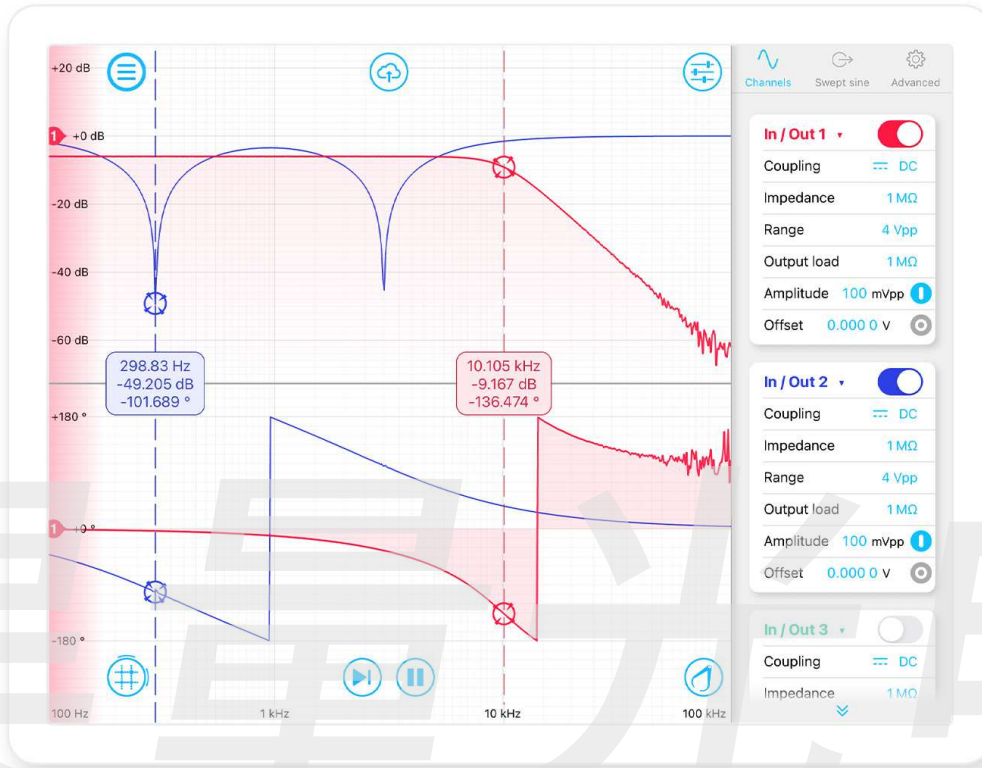 +20 dB
1 +0 dB
-20 dB
-40 dB
-60 dB
298.83 Hz
-49.205 dB
-101.689 °
10.105 kHz
-9.167 dB
-136.474 °
+180 °
1 +0 °
-180 °
100 Hz
1 kHz
10 kHz
100 kHz
Channels
Swept sine
Advanced
In / Out 1
Coupling DC
Impedance 1 MΩ
Range 4 Vpp
Output load 1 MΩ
Amplitude 100 mVpp
Offset 0.000 0 V
In / Out 2
Coupling DC
Impedance 1 MΩ
Range 4 Vpp
Output load 1 MΩ
Amplitude 100 mVpp
Offset 0.000 0 V
In / Out 3
Coupling DC
Impedance 1 MΩ
量光